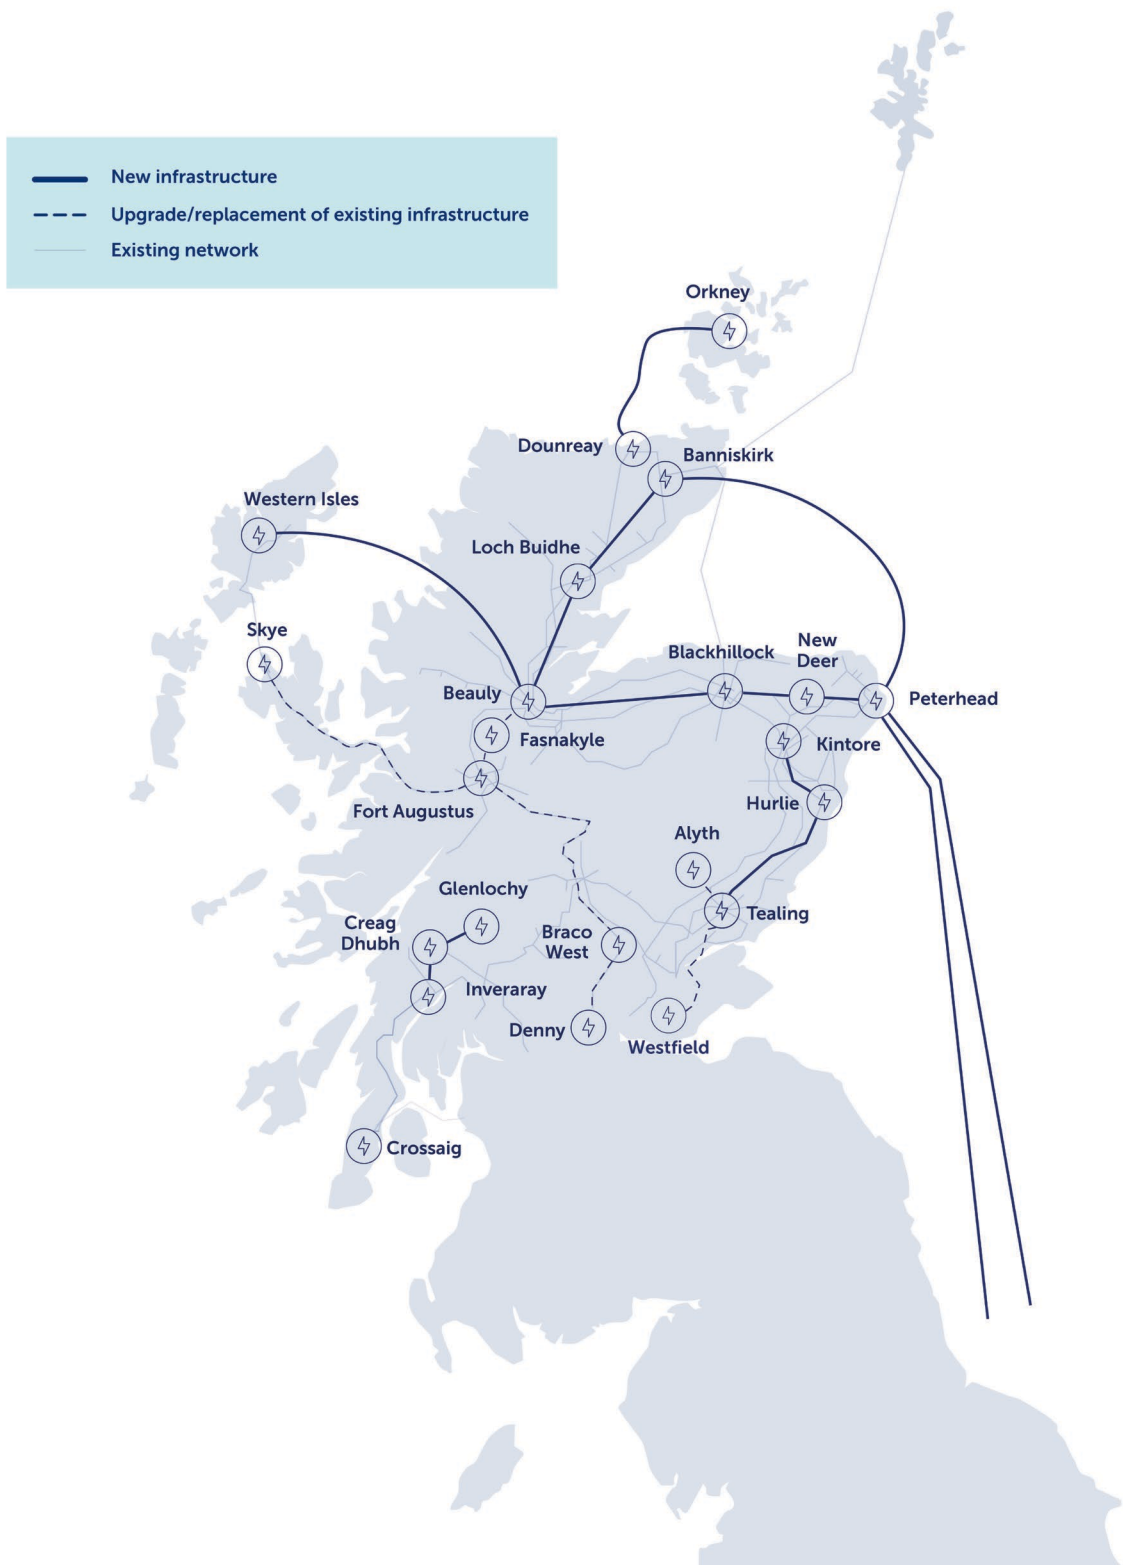 New infrastructure
Upgrade/replacement of existing infrastructure
Existing network
Orkney
Dounreay
Banniskirk
Western Isles
Loch Buidhe
Skye
Blackhillock
New
Deer
Beauly
Peterhead
Fasnakyle
Kintore
Hurlie
Fort Augustus
Alyth
Glenlochy
Tealing
Creag
Dhubh
Braco
West
Inveraray
Denny
Westfield
Crossaig